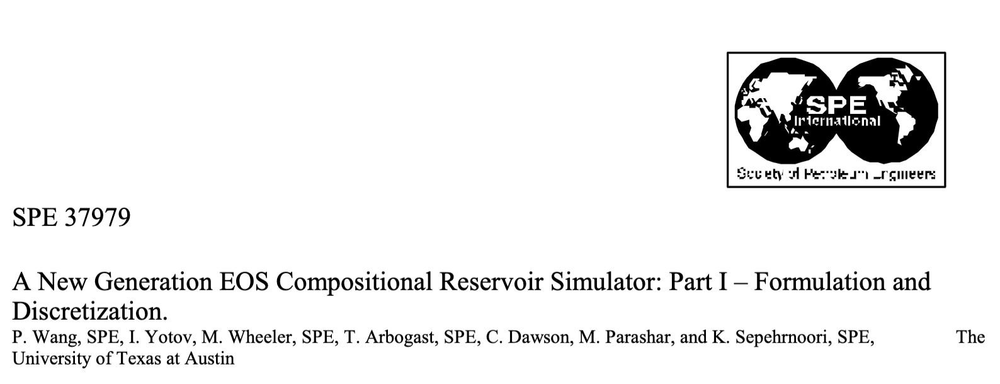 SPE
International
Society of Petroleum Engineers
SPE 37979
A New Generation EOS Compositional Reservoir Simulator: Part I – Formulation and
Discretization.
P. Wang, SPE, I. Yotov, M. Wheeler, SPE, T. Arbogast, SPE, C. Dawson, M. Parashar, and K. Sepehrnoori, SPE, The
University of Texas at Austin